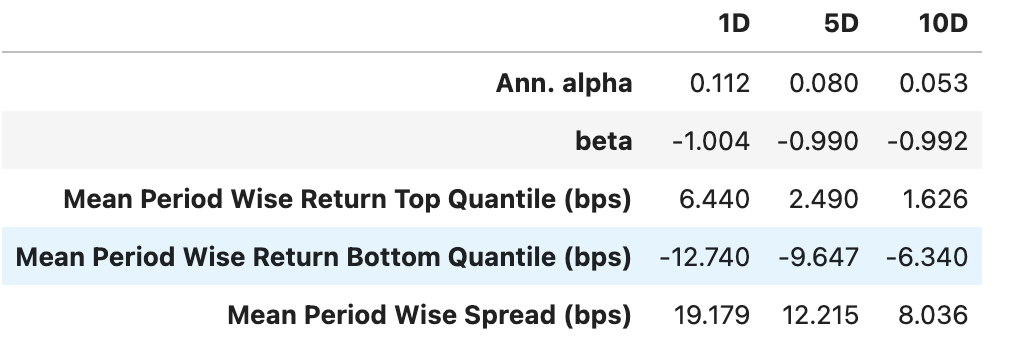 1D 5D 10D
Ann. alpha 0.112 0.080 0.053
beta -1.004 -0.990 -0.992
Mean Period Wise Return Top Quantile (bps) 6.440 2.490 1.626
Mean Period Wise Return Bottom Quantile (bps) -12.740 -9.647 -6.340
Mean Period Wise Spread (bps) 19.179 12.215 8.036